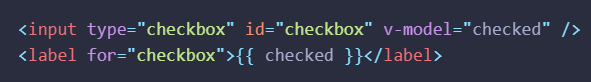 <input type="checkbox" id="checkbox" v-model="checked" />
<label for="checkbox">{{ checked }}</label>